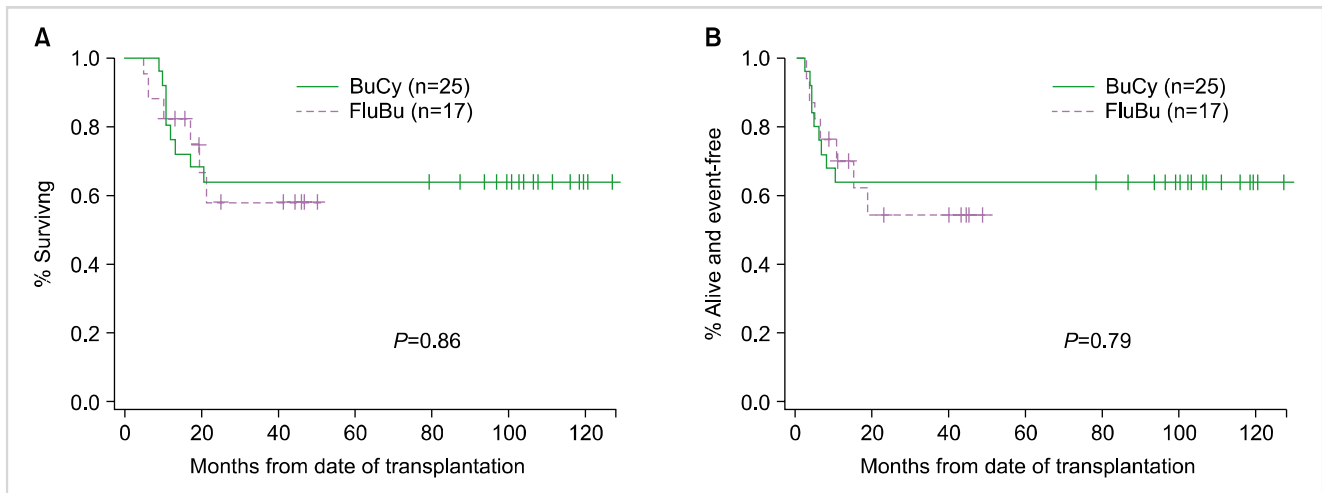 A
1.0
0.8
0.6
0.4
0.2
0.0
% Survivng
BuCy (n=25)
FluBu (n=17)
P=0.86
0 20 40 60 80 100 120
Months from date of transplantation
B
1.0
0.8
0.6
0.4
0.2
0.0
% Alive and event-free
BuCy (n=25)
FluBu (n=17)
P=0.79
0 20 40 60 80 100 120
Months from date of transplantation